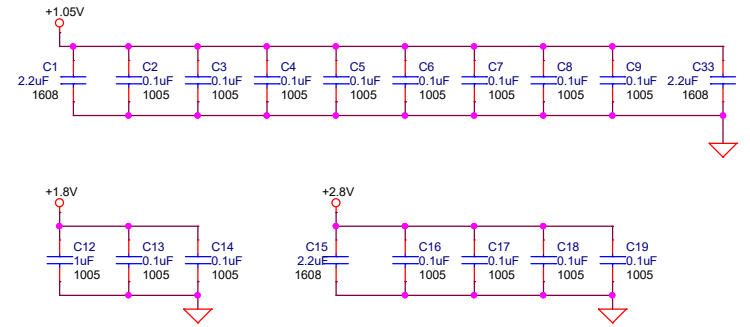 +1.05V
C1 C2 C3 C4 C5 C6 C7 C8 C9 C33
2.2uF 0.1uF 0.1uF 0.1uF 0.1uF 0.1uF 0.1uF 0.1uF 0.1uF 2.2uF
1608 1005 1005 1005 1005 1005 1005 1005 1005 1608
+1.8V +2.8V
C12 C13 C14 C15 C16 C17 C18 C19
1uF 0.1uF 0.1uF 2.2uF 0.1uF 0.1uF 0.1uF 0.1uF
1005 1005 1005 1608 1005 1005 1005 1005